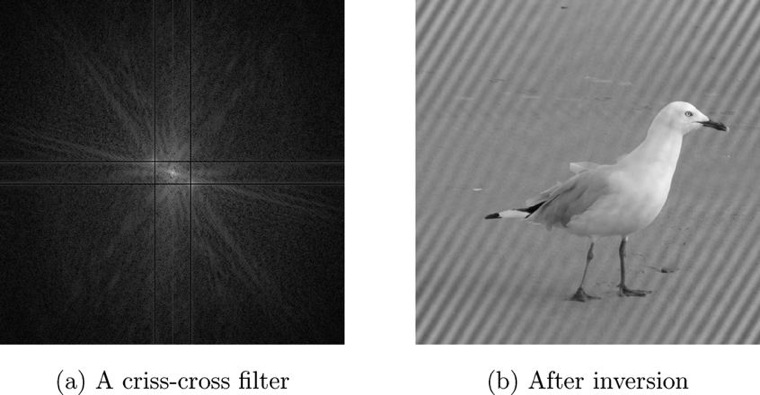 (a) A criss-cross filter
(b) After inversion